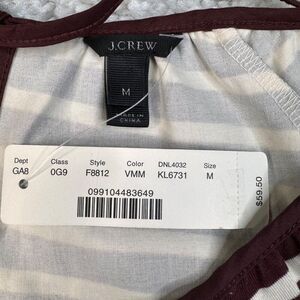 J.CREW
M
MADE IN
CHINA
Dept Class Style Color DNL4032 Size
GA8 0G9 F8812 VMM KL6731 M
099104483649
$59.50